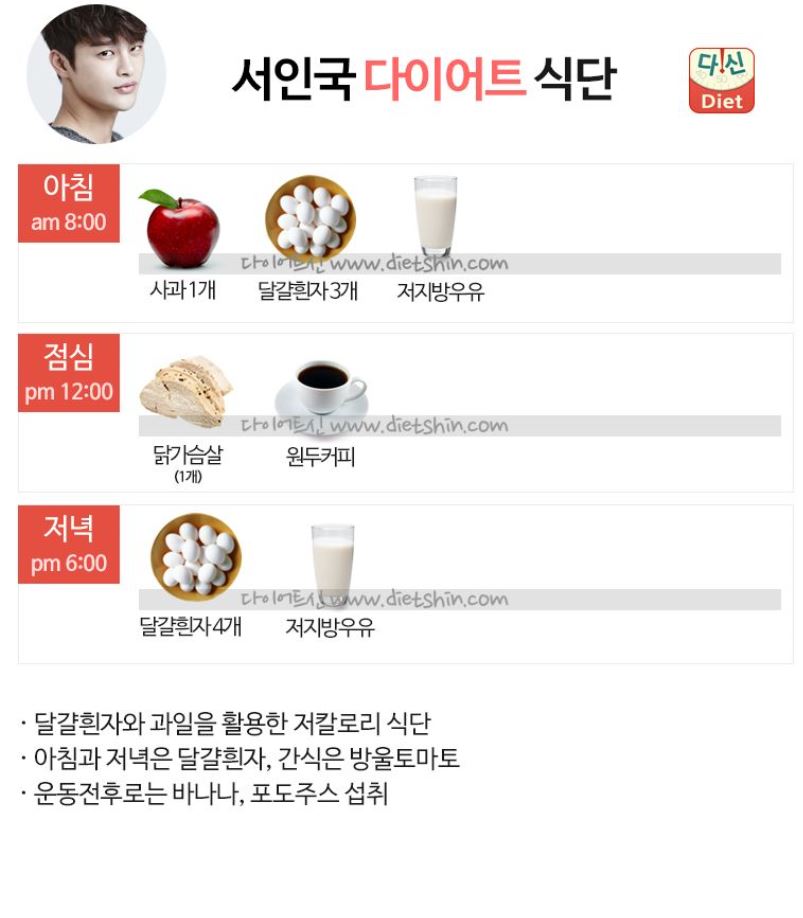 서인국 다이어트 식단
다!신
Diet
아침
am 8:00
다이어트신 www.dietshin.com
사과 1개
달걀흰자 3개
저지방우유
점심
pm 12:00
다이어트신 www.dietshin.com
닭가슴살
(1개)
원두커피
저녁
pm 6:00
다이어트신 www.dietshin.com
달걀흰자 4개
저지방우유
· 달걀흰자와 과일을 활용한 저칼로리 식단
· 아침과 저녁은 달걀흰자, 간식은 방울토마토
· 운동전후로는 바나나, 포도주스 섭취